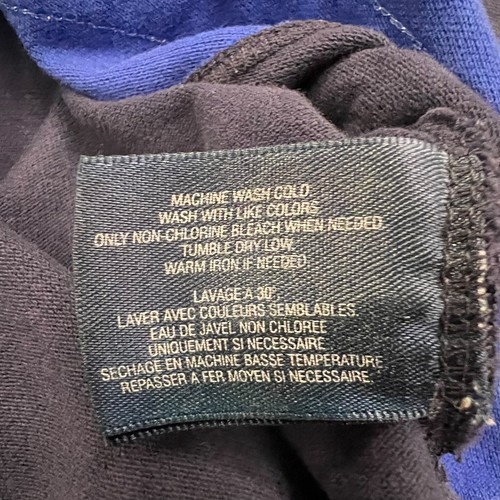 MACHINE WASH COLD
WASH WITH LIKE COLORS
ONLY NON-CHLORINE BLEACH WHEN NEEDED.
TUMBLE DRY LOW.
WARM IRON IF NEEDED.
LAVAGE A 30°.
LAVER AVEC COULEURS SEMBLABLES.
EAU DE JAVEL NON CHLOREE
UNIQUEMENT SI NECESSAIRE.
SECHAGE EN MACHINE BASSE TEMPERATURE
REPASSER A FER MOYEN SI NECESSAIRE.